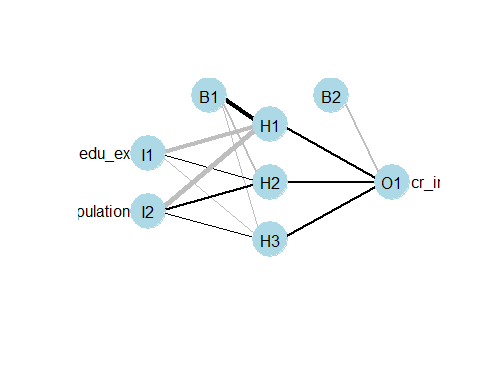 B1
B2
H1
edu_ex I1
H2
O1 cr_ir
pulation I2
H3